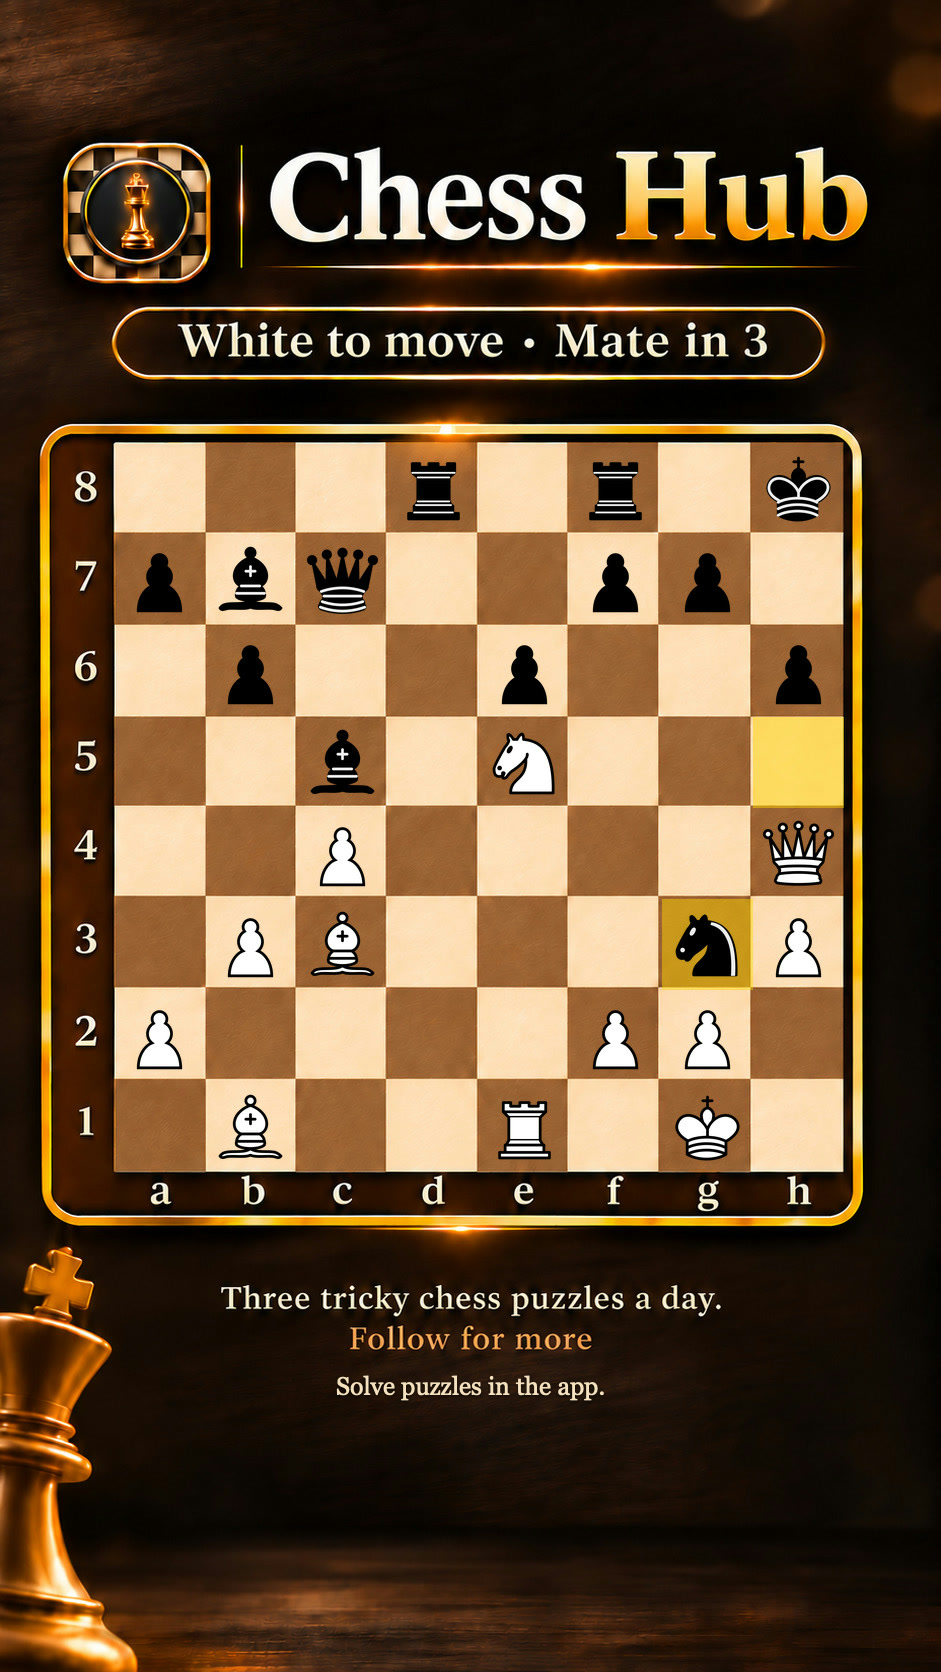 Chess Hub
White to move • Mate in 3
8
7
6
5
4
3
2
1
a b c d e f g h
Three tricky chess puzzles a day.
Follow for more
Solve puzzles in the app.